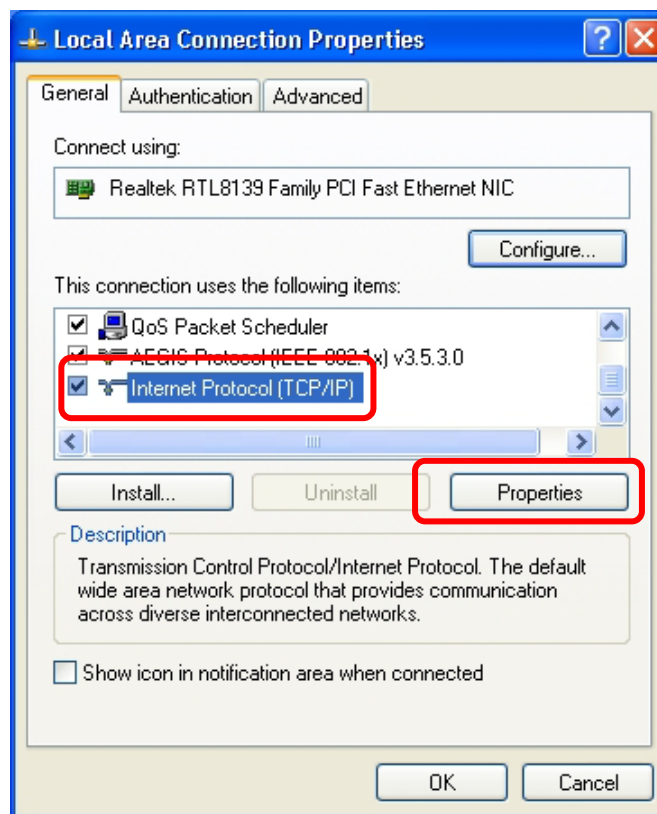 Local Area Connection Properties
General Authentication Advanced
Connect using:
Realtek RTL8139 Family PCI Fast Ethernet NIC
Configure...
This connection uses the following items:
QoS Packet Scheduler
AEGIS Protocol (IEEE 802.1x) v3.5.3.0
Internet Protocol (TCP/IP)
Install... Uninstall Properties
Description
Transmission Control Protocol/Internet Protocol. The default
wide area network protocol that provides communication
across diverse interconnected networks.
Show icon in notification area when connected
OK Cancel